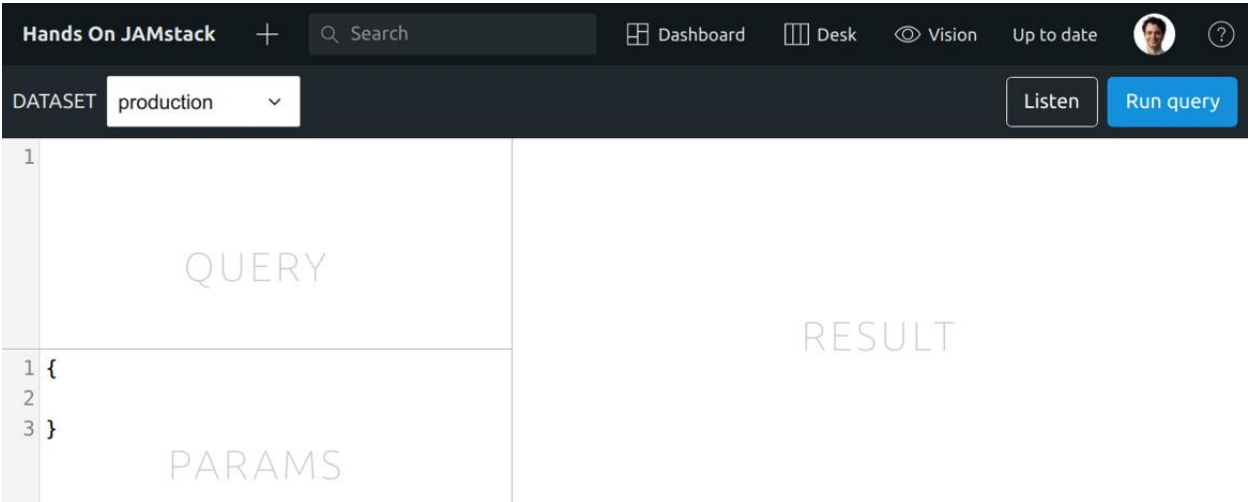 Hands On JAMstack + Search Dashboard Desk Vision Up to date ?
DATASET production Listen Run query
1
QUERY
RESULT
1 {
2
3 }
PARAMS